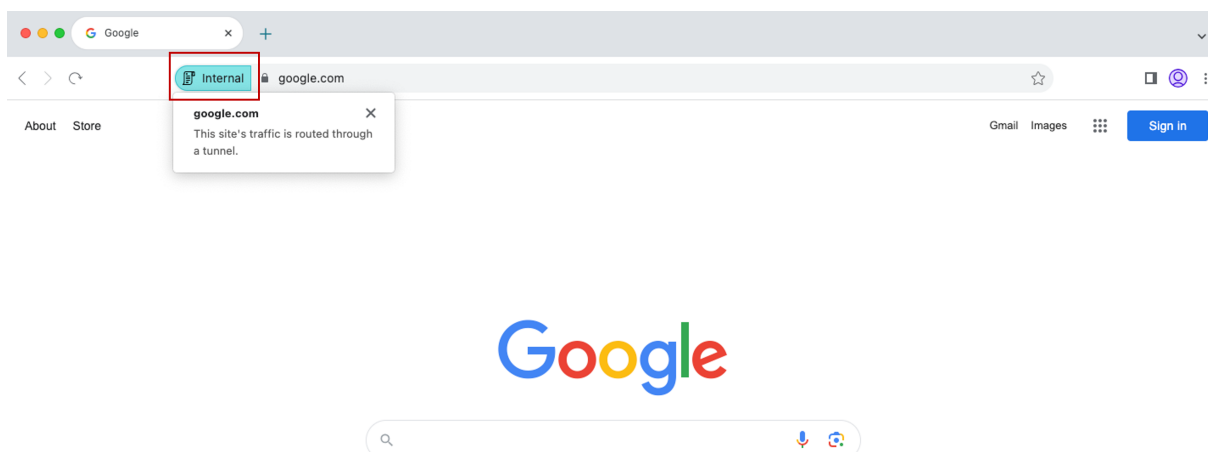 Google
Internal google.com
google.com
This site's traffic is routed through
a tunnel.
About Store
Gmail Images Sign in
Google